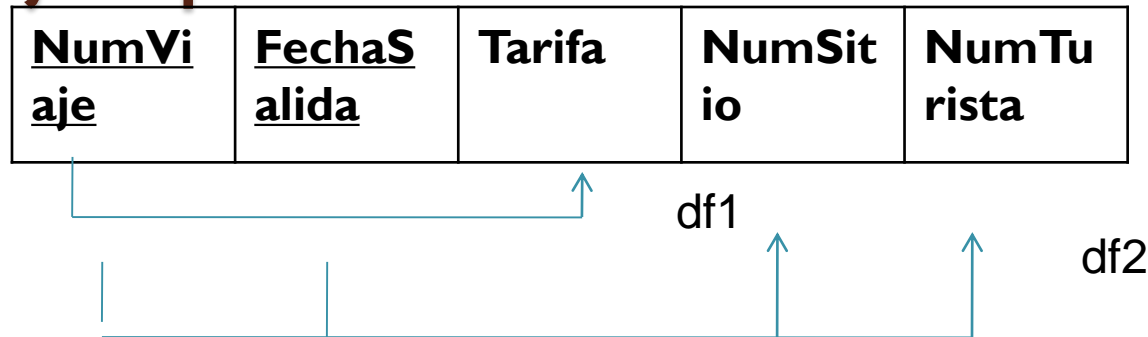 NumVi
aje
FechaS
alida
Tarifa
NumSit
io
NumTu
rista
df1
df2